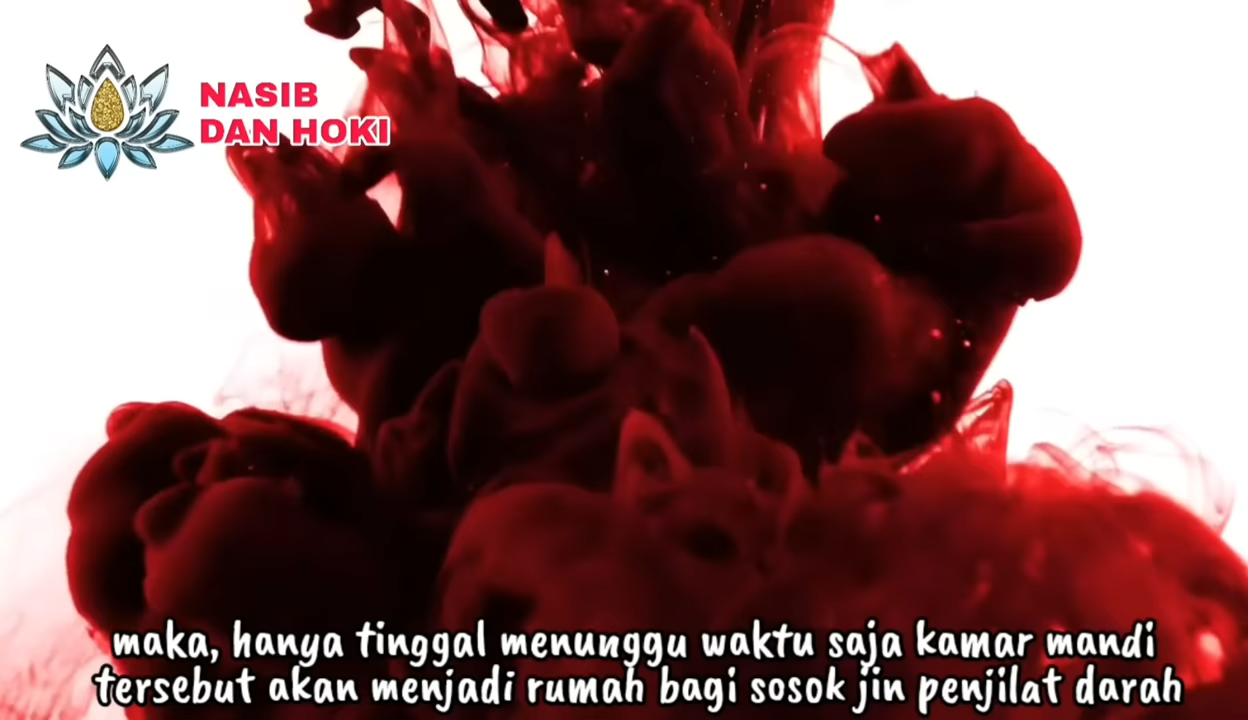 NASIB
DAN HOKI
maka, hanya tinggal menunggu waktu saja kamar mandi
tersebut akan menjadi rumah bagi sosok jin penjilat darah